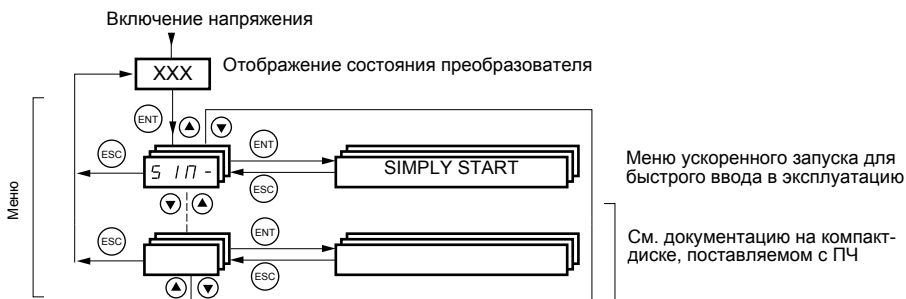 Включение напряжения
XXX
Отображение состояния преобразователя
ENT
ESC
ENT
SIM-
SIMPLY START
ESC
Меню ускоренного запуска для
быстрого ввода в эксплуатацию
Меню
ESC
ENT
ESC
См. документацию на компакт-
диске, поставляемом с ПЧ